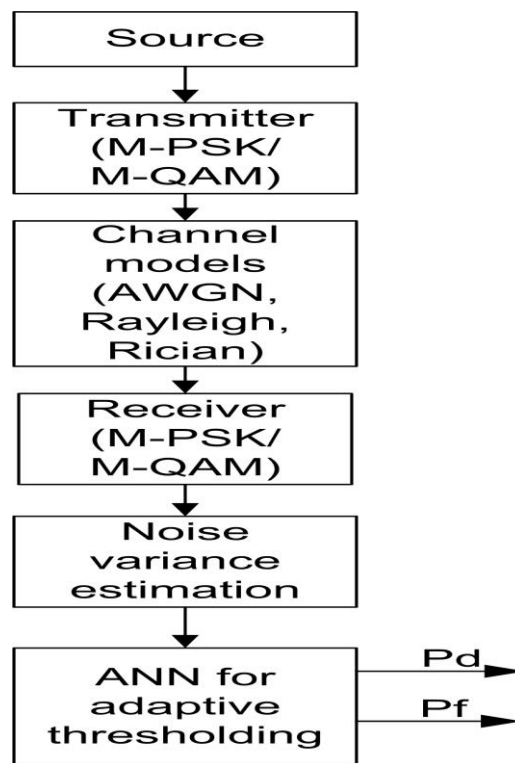 Source
Transmitter
(M-PSK/
M-QAM)
Channel
models
(AWGN,
Rayleigh,
Rician)
Receiver
(M-PSK/
M-QAM)
Noise
variance
estimation
ANN for
adaptive
thresholding
Pd
Pf